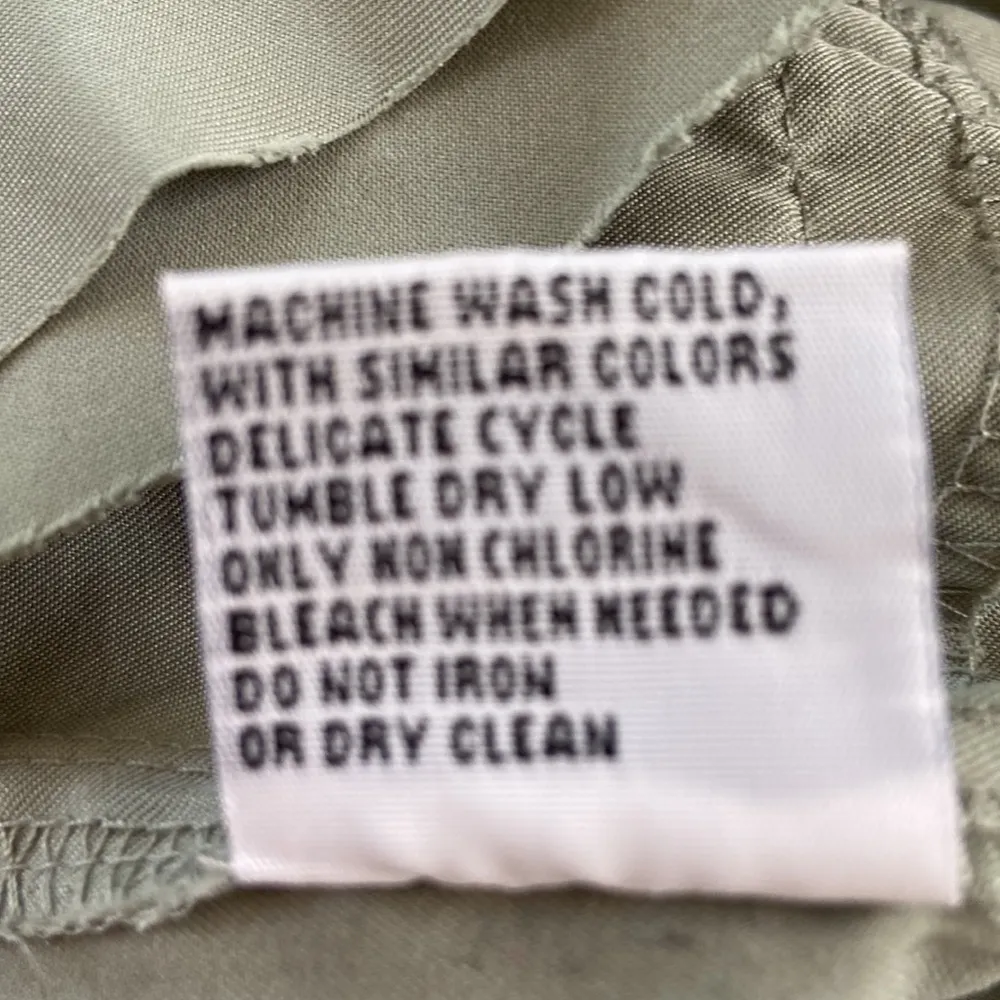 MACHINE WASH COLD,
WITH SIMILAR COLORS
DELICATE CYCLE
TUMBLE DRY LOW
ONLY NON CHLORINE
BLEACH WHEN NEEDED
DO NOT IRON
OR DRY CLEAN